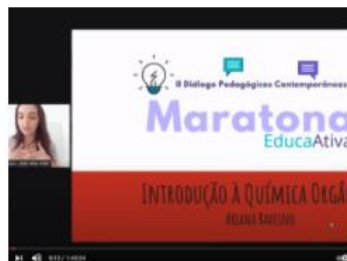 II Diálogo Pedagógicos Contemporâneos
Maratona
EducaAtiva
INTRODUÇÃO À QUÍMICA ORGÂ